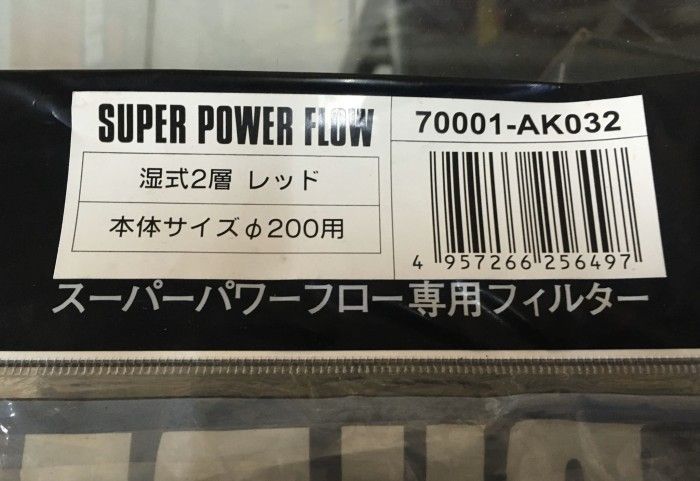 SUPER POWER FLOW
湿式2層 レッド
本体サイズφ200用
70001-AK032
4 957266 256497
スーパーパワーフロー専用フィルター